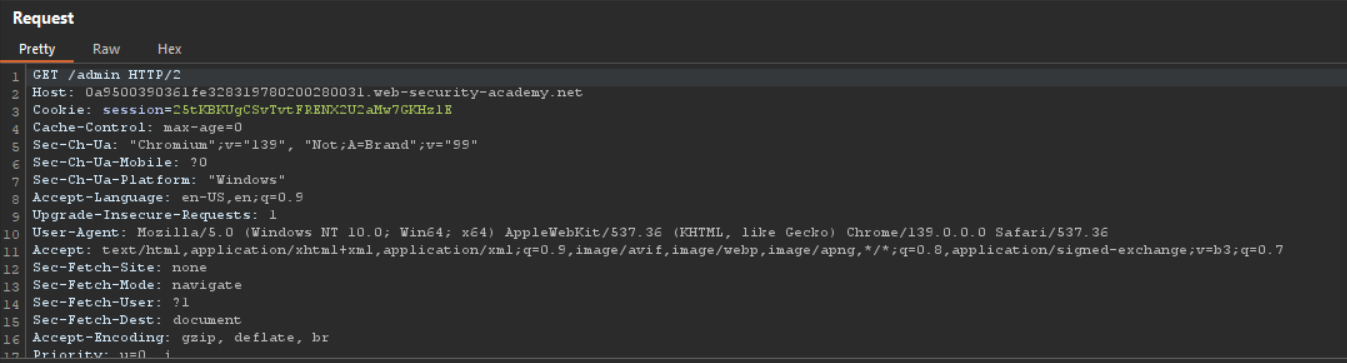 Request
Pretty Raw Hex
1 GET /admin HTTP/2
2 Host: 0a9500390361fe328319780200280031.web-security-academy.net
3 Cookie: session=25tKBKUgCSvTvtFRENX2U2aMw7GKHzlE
4 Cache-Control: max-age=0
5 Sec-Ch-Ua: "Chromium";v="139", "Not;A=Brand";v="99"
6 Sec-Ch-Ua-Mobile: ?0
7 Sec-Ch-Ua-Platform: "Windows"
8 Accept-Language: en-US,en;q=0.9
9 Upgrade-Insecure-Requests: 1
10 User-Agent: Mozilla/5.0 (Windows NT 10.0; Win64; x64) AppleWebKit/537.36 (KHTML, like Gecko) Chrome/139.0.0.0 Safari/537.36
11 Accept: text/html,application/xhtml+xml,application/xml;q=0.9,image/avif,image/webp,image/apng,*/*;q=0.8,application/signed-exchange;v=b3;q=0.7
12 Sec-Fetch-Site: none
13 Sec-Fetch-Mode: navigate
14 Sec-Fetch-User: ?1
15 Sec-Fetch-Dest: document
16 Accept-Encoding: gzip, deflate, br
17 Priority: u=0, i